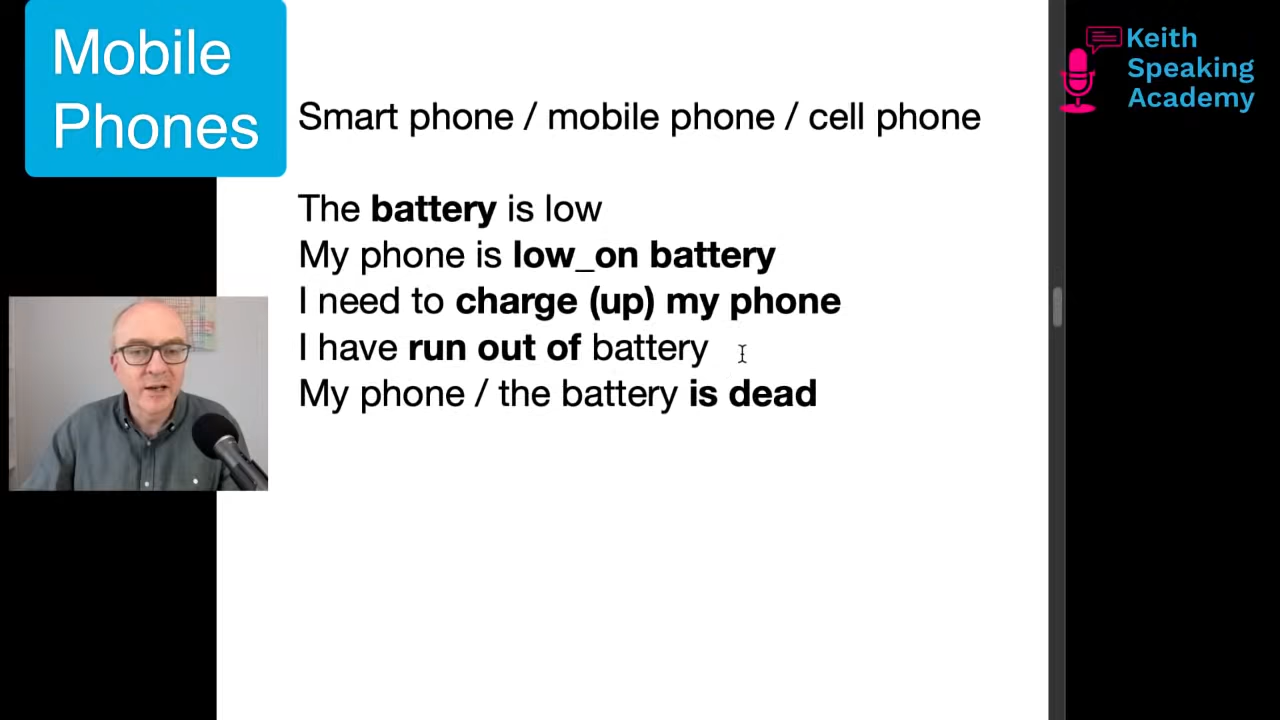 Mobile
Phones
Keith
Speaking
Academy
Smart phone / mobile phone / cell phone
The battery is low
My phone is low_on battery
I need to charge (up) my phone
I have run out of battery
My phone / the battery is dead